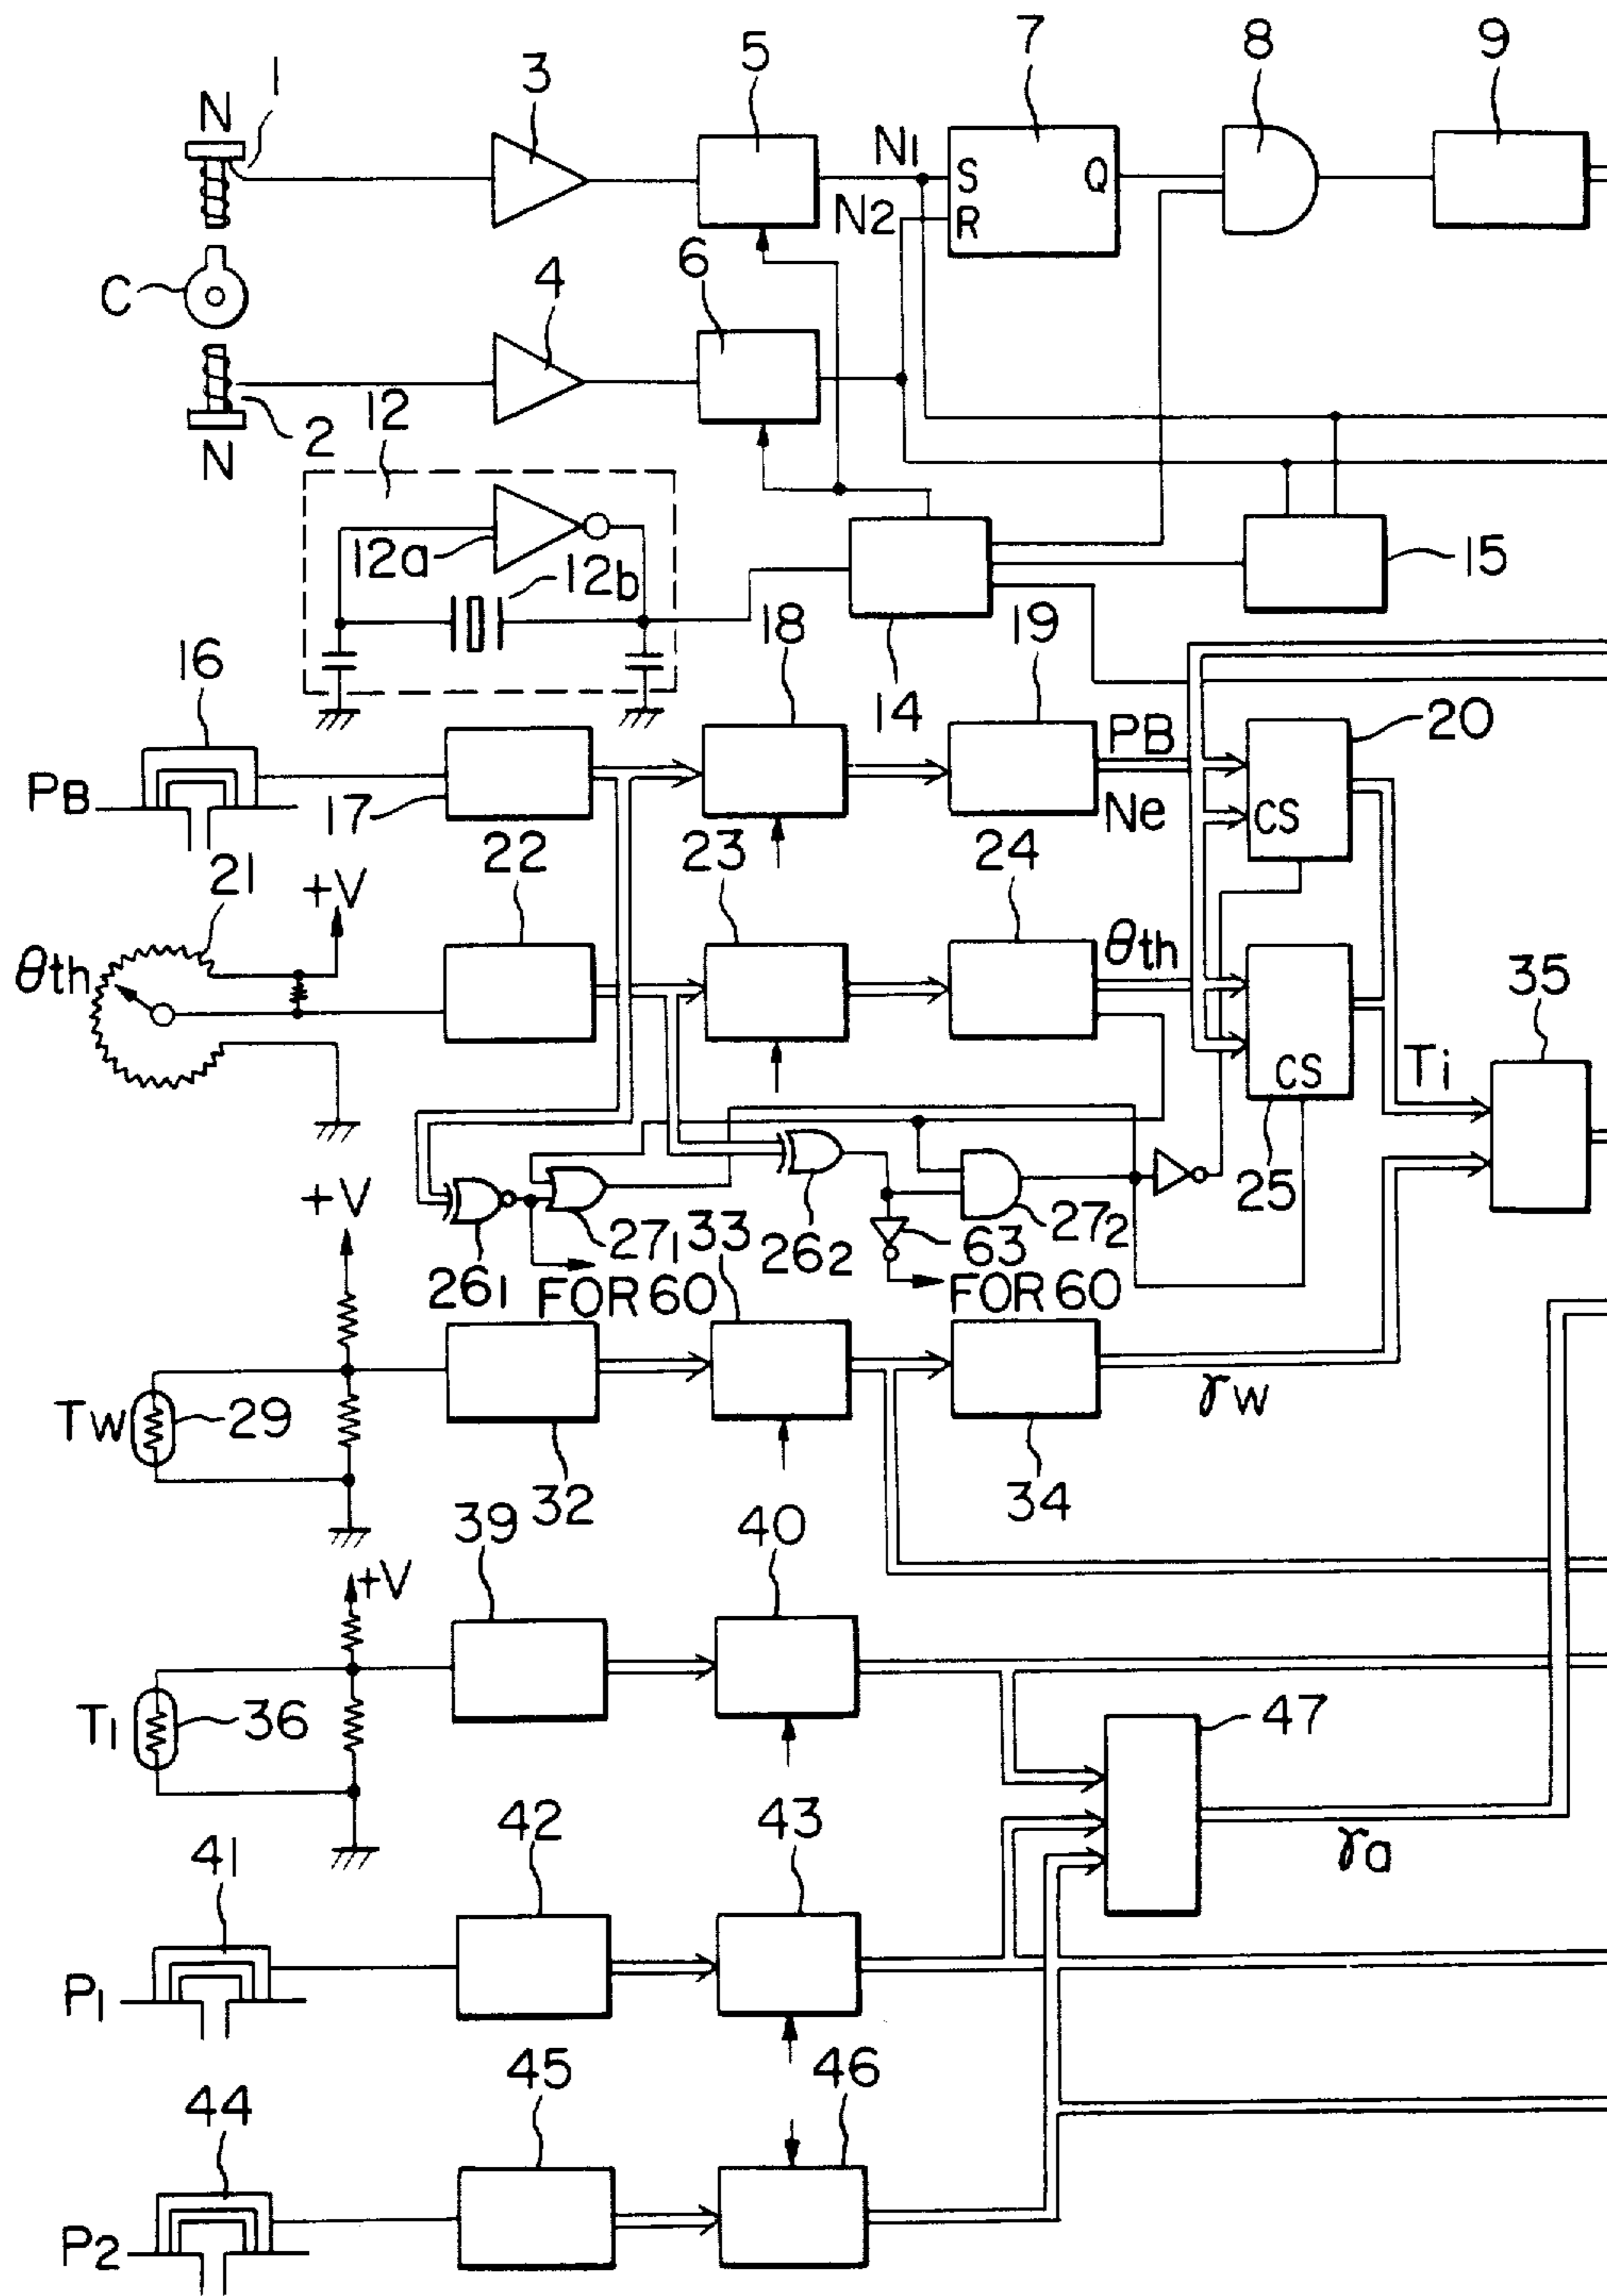 7
8
9
5
3
1
N
N1
S
Q
N2
R
6
4
C
12
2
N
12a
12b
15
18
19
16
14
20
PB
PB
17
Ne
CS
22
23
24
21
+V
θth
θth
35
Ti
CS
25
+V
261
271
33
262
63
272
FOR 60
FOR 60
γw
TW
29
32
34
39
40
+V
T1
36
47
42
43
γa
41
P1
45
46
44
P2